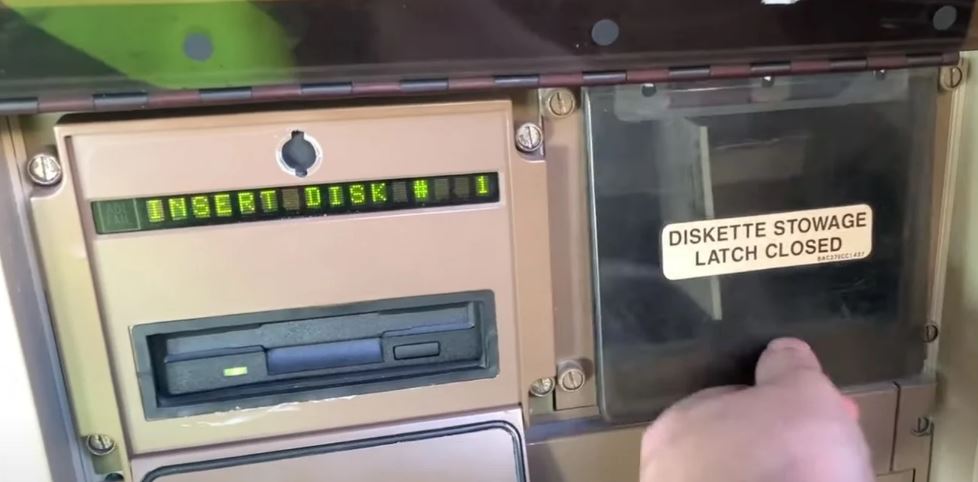 INSERT DISK # 1
DISKETTE STOWAGE
LATCH CLOSED